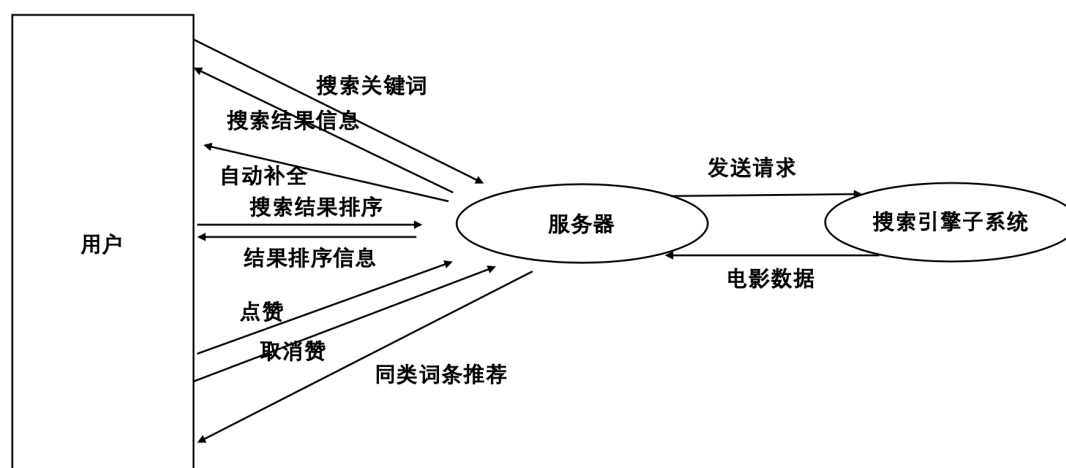 搜索关键词
搜索结果信息
自动补全
搜索结果排序
用户
结果排序信息
点赞
取消赞
同类词条推荐
服务器
发送请求
搜索引擎子系统
电影数据